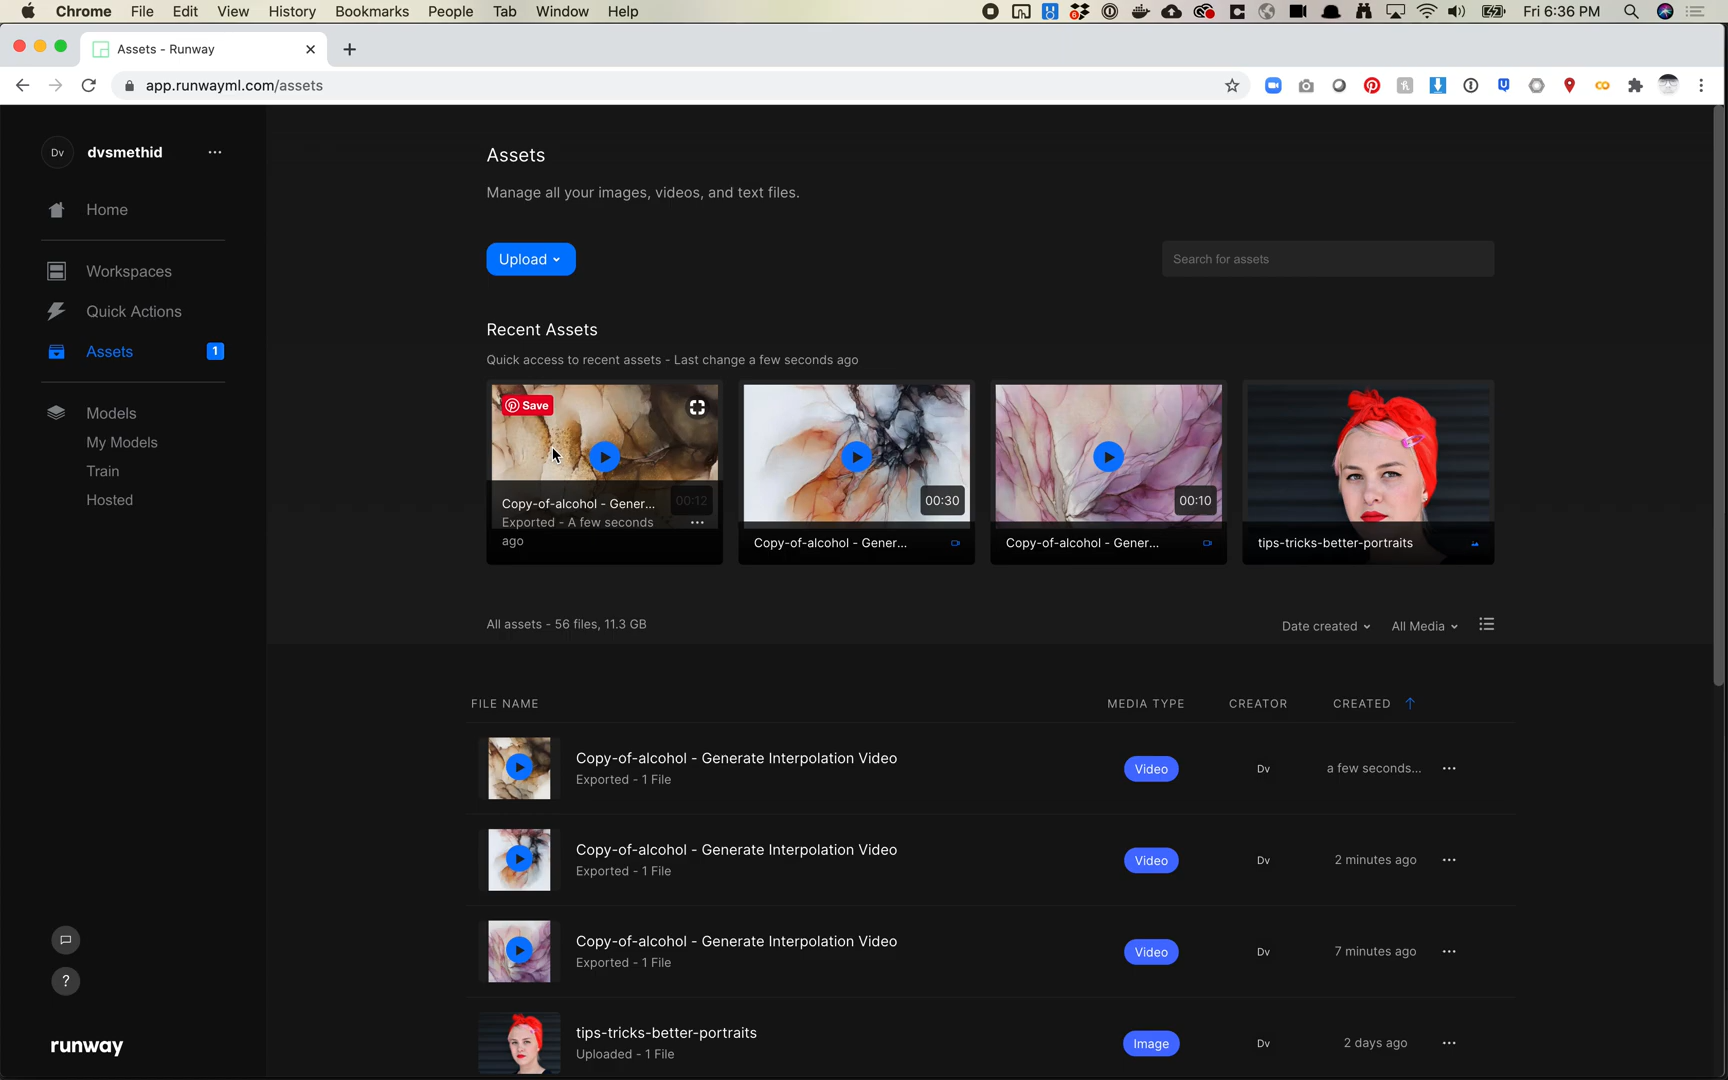 Chrome File Edit View History Bookmarks People Tab Window Help Fri 6:36 PM
Assets - Runway
app.runwayml.com/assets
Dv dvsmethid
Home
Workspaces
Quick Actions
Assets 1
Models
My Models
Train
Hosted
?
runway
Assets
Manage all your images, videos, and text files.
Upload
Search for assets
Recent Assets
Quick access to recent assets - Last change a few seconds ago
Save
Copy-of-alcohol - Gener... 00:12
Exported - A few seconds
ago
00:30
Copy-of-alcohol - Gener...
00:10
Copy-of-alcohol - Gener...
tips-tricks-better-portraits
All assets - 56 files, 11.3 GB
Date created All Media
FILE NAME MEDIA TYPE CREATOR CREATED
Copy-of-alcohol - Generate Interpolation Video
Exported - 1 File
Video Dv a few seconds...
Copy-of-alcohol - Generate Interpolation Video
Exported - 1 File
Video Dv 2 minutes ago
Copy-of-alcohol - Generate Interpolation Video
Exported - 1 File
Video Dv 7 minutes ago
tips-tricks-better-portraits
Uploaded - 1 File
Image Dv 2 days ago